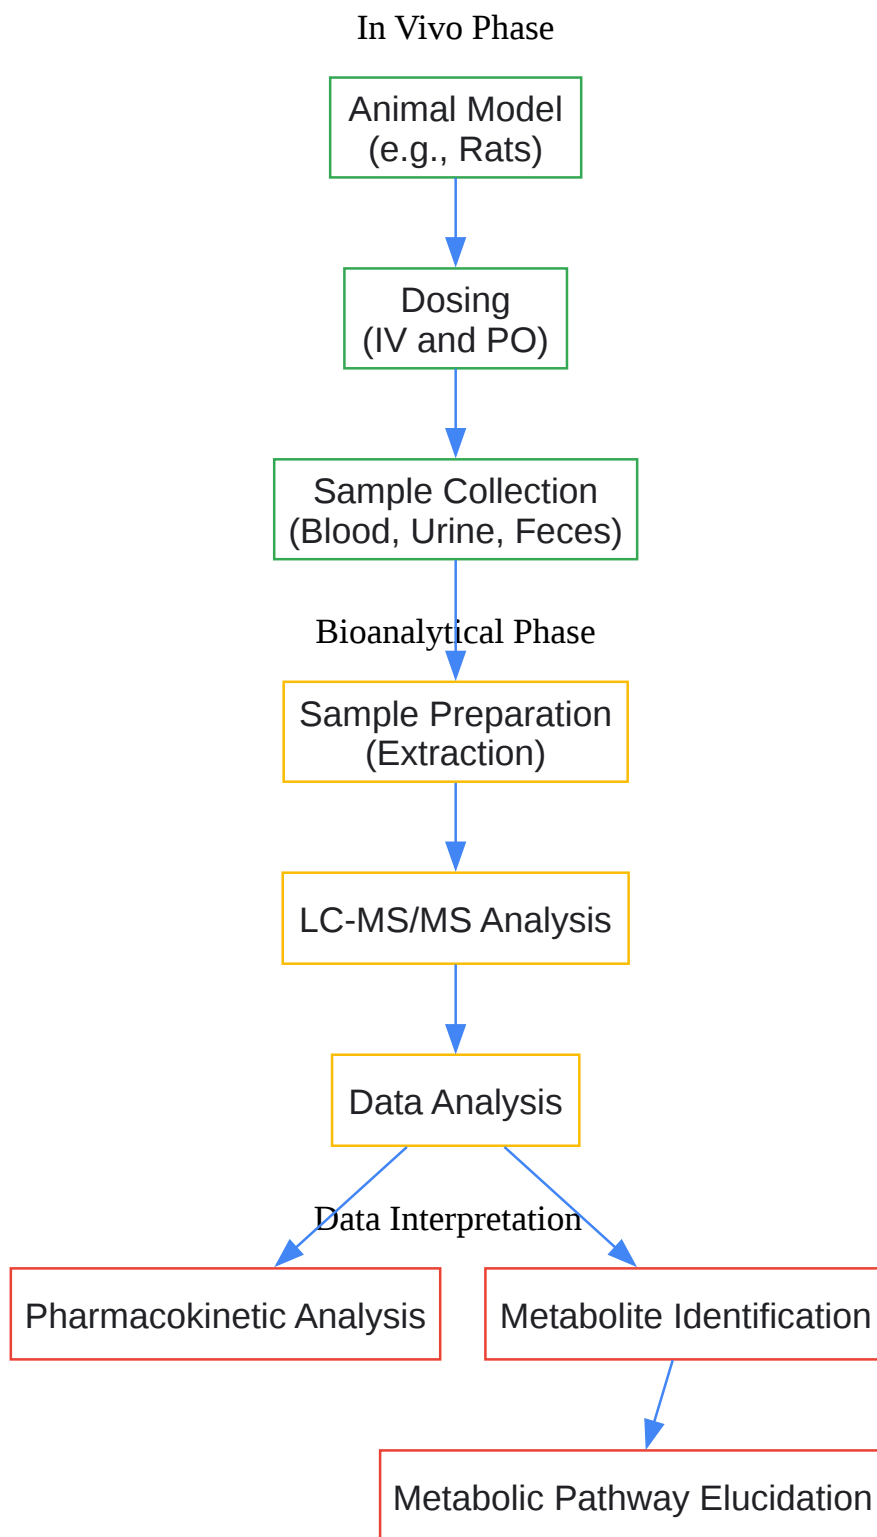 In Vivo Phase
Animal Model
(e.g., Rats)
Dosing
(IV and PO)
Sample Collection
(Blood, Urine, Feces)
Bioanalytical Phase
Sample Preparation
(Extraction)
LC-MS/MS Analysis
Data Analysis
Data Interpretation
Pharmacokinetic Analysis
Metabolite Identification
Metabolic Pathway Elucidation